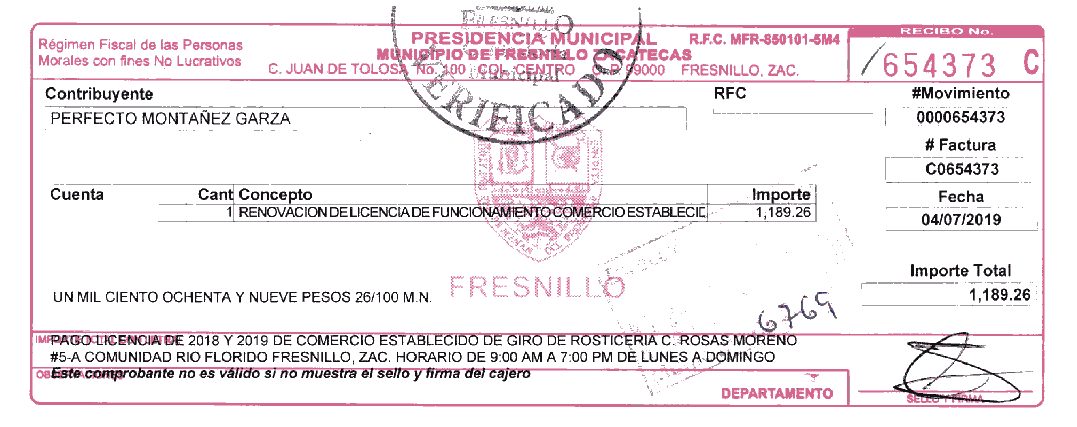 FRESNILLO
PRESIDENCIA MUNICIPAL
R.F.C. MFR-850101-5M4
RECIBO No.
Régimen Fiscal de las Personas
Morales con fines No Lucrativos
MUNICIPIO DE FRESNILLO ZACATECAS
C. JUAN DE TOLOSA No. 100 COL. CENTRO 99000 FRESNILLO, ZAC.
654373 C
VERIFICADO
Contribuyente
RFC
#Movimiento
PERFECTO MONTAÑEZ GARZA
0000654373
# Factura
C0654373
Cuenta Cant Concepto Importe
Fecha
1 RENOVACION DE LICENCIA DE FUNCIONAMIENTO COMERCIO ESTABLECID 1,189.26
04/07/2019
FRESNILLO
Importe Total
UN MIL CIENTO OCHENTA Y NUEVE PESOS 26/100 M.N.
1,189.26
6769
PAGO LICENCIA DE 2018 Y 2019 DE COMERCIO ESTABLECIDO DE GIRO DE ROSTICERIA C. ROSAS MORENO
#5-A COMUNIDAD RIO FLORIDO FRESNILLO, ZAC. HORARIO DE 9:00 AM A 7:00 PM DE LUNES A DOMINGO
Este comprobante no es válido si no muestra el sello y firma del cajero
DEPARTAMENTO
SELLO Y FIRMA